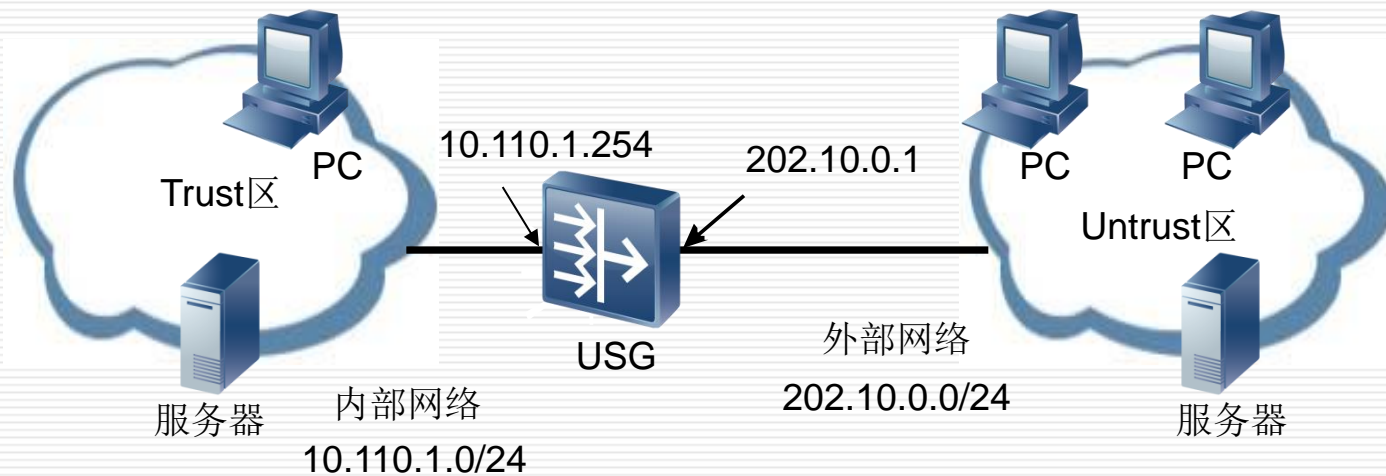 PC
Trust区
10.110.1.254
202.10.0.1
PC
PC
Untrust区
USG
服务器
内部网络
10.110.1.0/24
外部网络
202.10.0.0/24
服务器